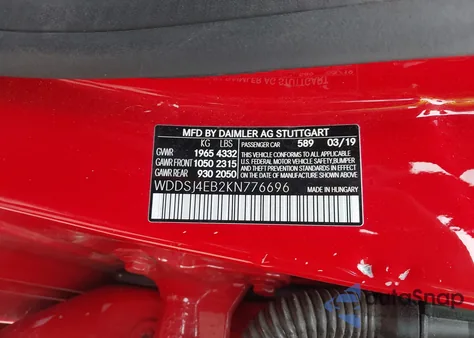 MFD BY DAIMLER AG STUTTGART
KG LBS PASSENGER CAR 589 03/19
GVWR 1965 4332
GAWR FRONT 1050 2315
GAWR REAR 930 2050
THIS VEHICLE CONFORMS TO ALL APPLICABLE
U.S. FEDERAL MOTOR VEHICLE SAFETY,BUMPER
AND THEFT PREVENTION STANDARDS IN EFFECT
ON THE DATE OF MANUFACTURE SHOWN ABOVE.
WDDSJ4EB2KN776696 MADE IN HUNGARY
AutoSnap